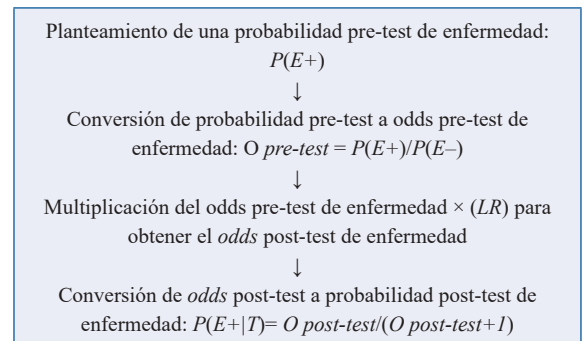 Planteamiento de una probabilidad pre-test de enfermedad:
P(E+)
↓
Conversión de probabilidad pre-test a odds pre-test de
enfermedad: O pre-test = P(E+)/P(E–)
↓
Multiplicación del odds pre-test de enfermedad × (LR) para
obtener el odds post-test de enfermedad
↓
Conversión de odds post-test a probabilidad post-test de
enfermedad: P(E+|T)= O post-test/(O post-test+1)